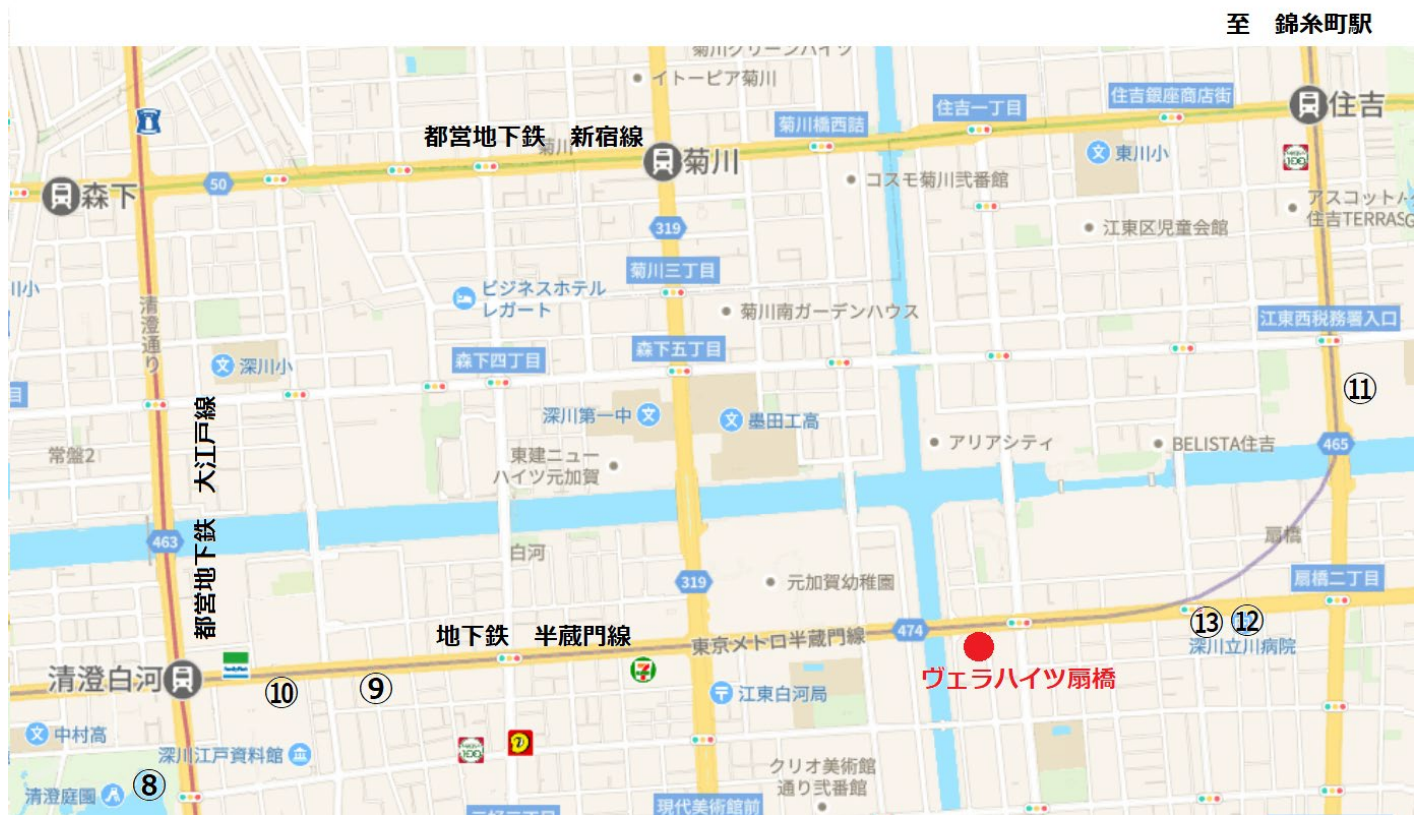 至 錦糸町駅
菊川グリーンハイツ
イトーピア菊川
住吉銀座商店街
住吉一丁目
住吉
菊川橋西詰
都営地下鉄 新宿線
菊川
菊川
東川小
森下
50
コスモ菊川弐番館
アスコットパ
住吉TERRASG
319
江東区児童会館
菊川三丁目
川小
ビジネスホテル
レガート
清澄通り
菊川南ガーデンハウス
江東西税務署入口
森下五丁目
森下四丁目
深川小
目
⑪
深川第一中
墨田工高
都営地下鉄 大江戸線
常盤2
東建ニュー
ハイツ元加賀
アリアシティ
BELISTA住吉
465
463
白河
扇橋
319
元加賀幼稚園
扇橋二丁目
地下鉄 半蔵門線
東京メトロ半蔵門線
474
⑬
⑫
深川立川病院
清澄白河
⑩
⑨
7
江東白河局
ヴェラハイツ扇橋
中村高
深川江戸資料館
⑧
清澄庭園
クリオ美術館
通り弐番館
三好二丁目
現代美術館前